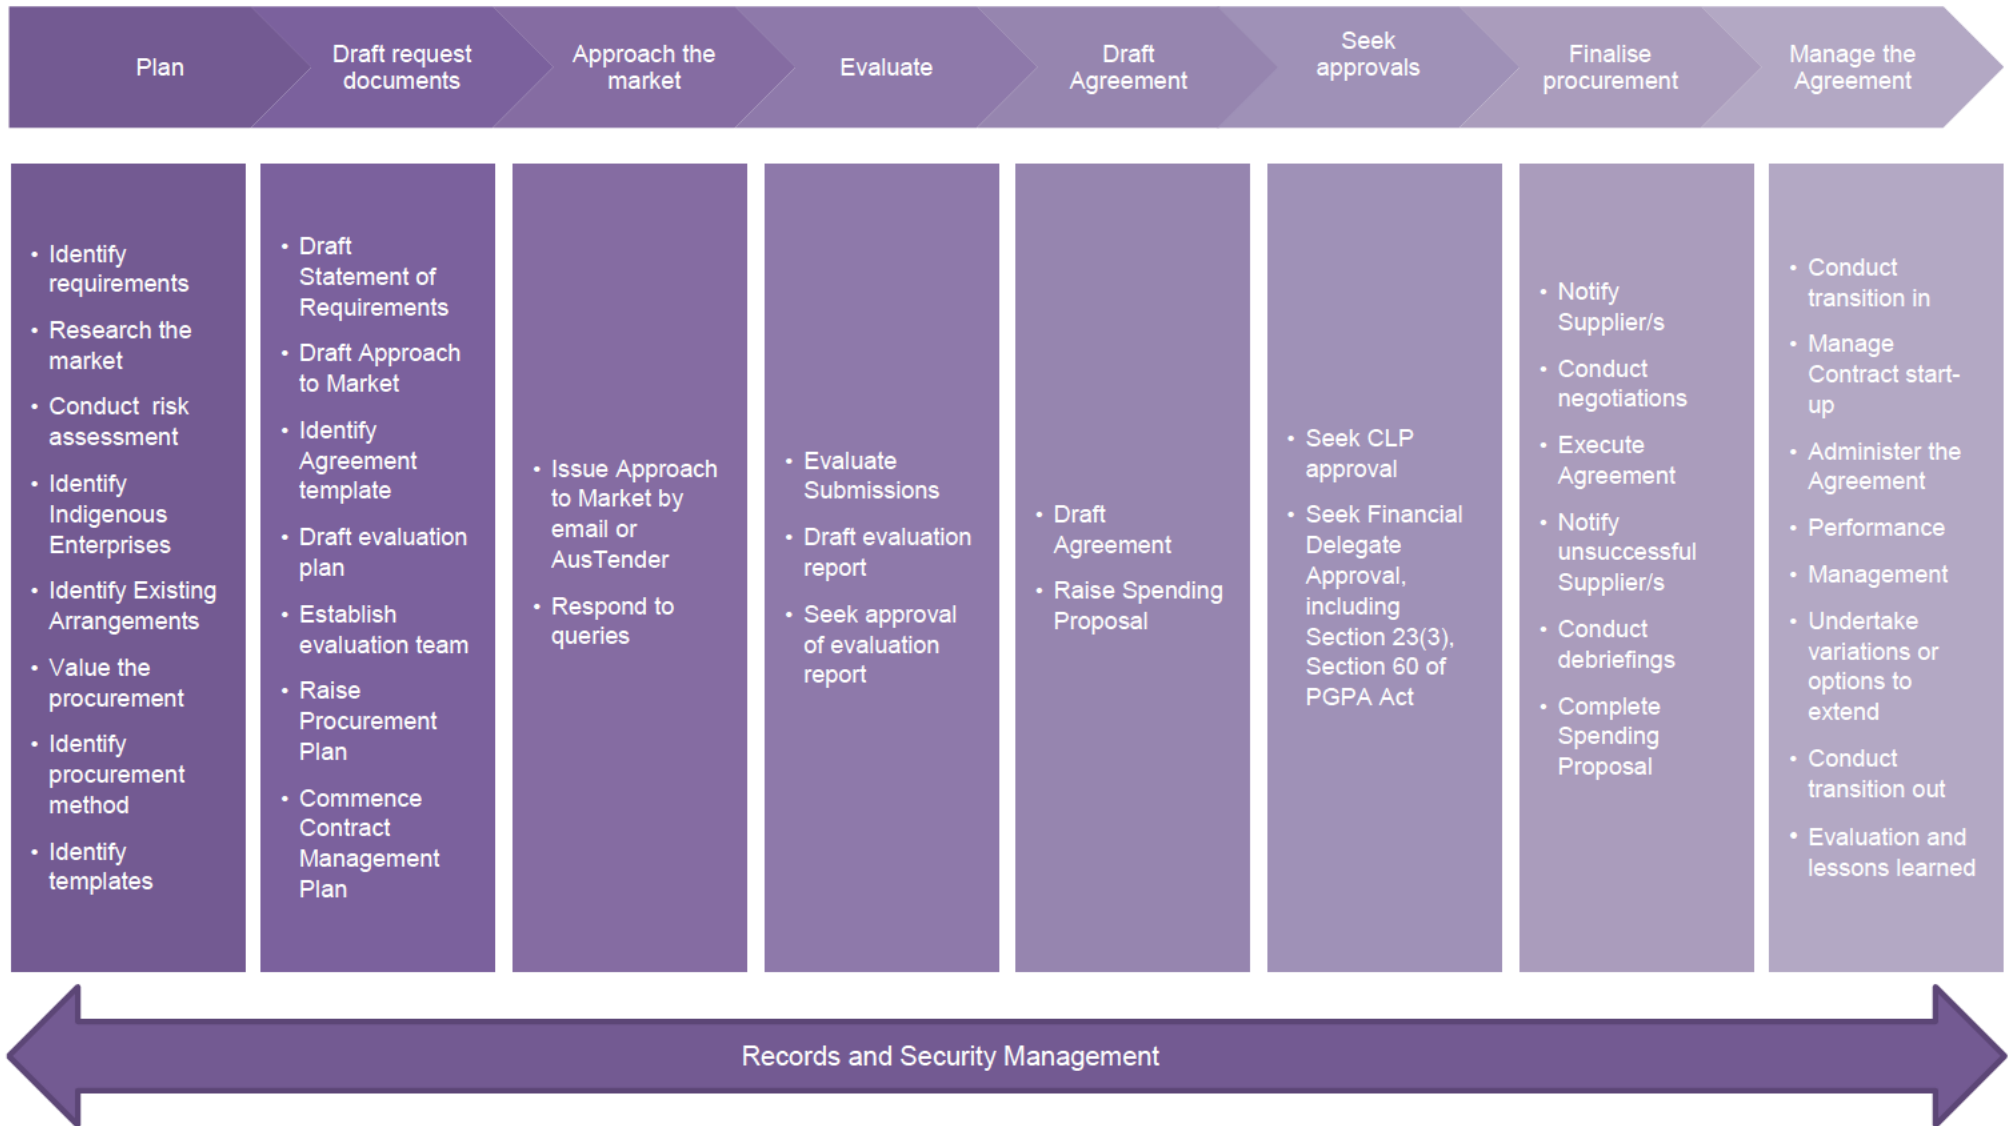 Plan
Draft request
documents
Approach the
market
Evaluate
Draft
Agreement
Seek
approvals
Finalise
procurement
Manage the
Agreement
• Identify
requirements
• Research the
market
• Conduct risk
assessment
• Identify
Indigenous
Enterprises
• Identify Existing
Arrangements
• Value the
procurement
• Identify
procurement
method
• Identify
templates
• Draft
Statement of
Requirements
• Draft Approach
to Market
• Identify
Agreement
template
• Draft evaluation
plan
• Establish
evaluation team
• Raise
Procurement
Plan
• Commence
Contract
Management
Plan
• Issue Approach
to Market by
email or
AusTender
• Respond to
queries
• Evaluate
Submissions
• Draft evaluation
report
• Seek approval
of evaluation
report
• Draft
Agreement
• Raise Spending
Proposal
• Seek CLP
approval
• Seek Financial
Delegate
Approval,
including
Section 23(3),
Section 60 of
PGPA Act
• Notify
Supplier/s
• Conduct
negotiations
• Execute
Agreement
• Notify
unsuccessful
Supplier/s
• Conduct
debriefings
• Complete
Spending
Proposal
• Conduct
transition in
• Manage
Contract start-
up
• Administer the
Agreement
• Performance
• Management
• Undertake
variations or
options to
extend
• Conduct
transition out
• Evaluation and
lessons learned
Records and Security Management